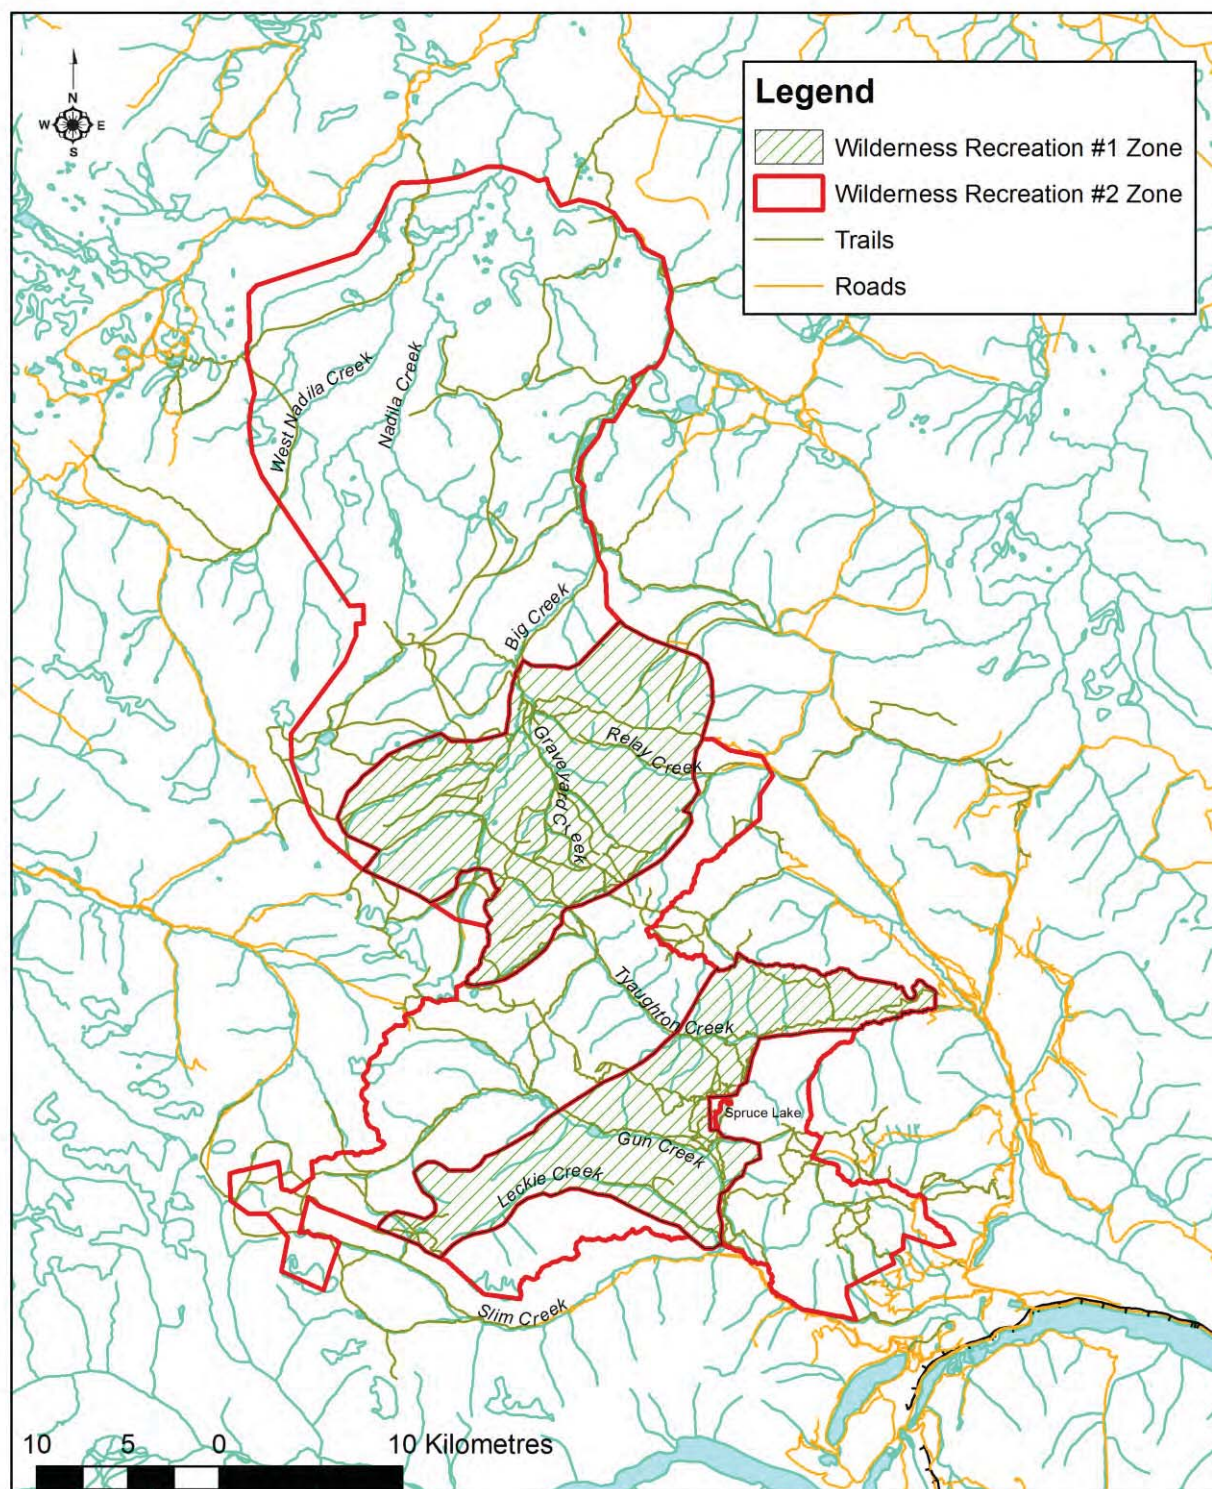 N
W E
S
Legend
Wilderness Recreation #1 Zone
Wilderness Recreation #2 Zone
Trails
Roads
West Nadila Creek
Nadila Creek
Big Creek
Relay Creek
Graveyard Creek
Tyaughton Creek
Spruce Lake
Gun Creek
Leckie Creek
Slim Creek
10 5 0 10 Kilometres